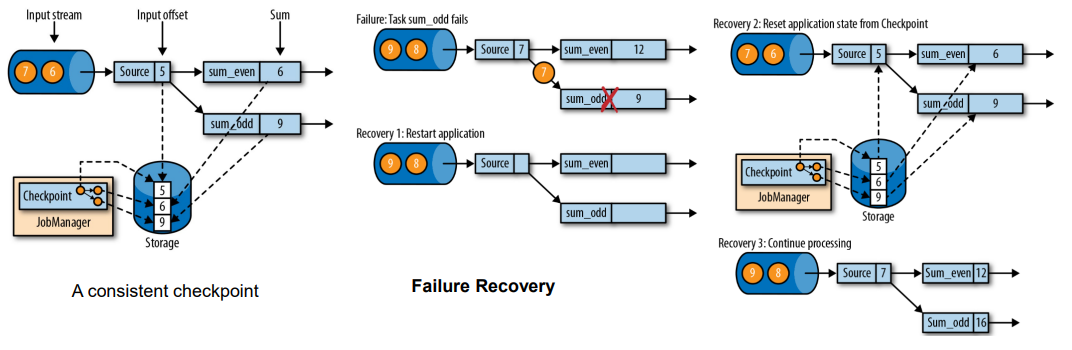 Input stream
Input offset
Sum
7 6
Source 5
sum_even 6
sum_odd 9
Checkpoint
JobManager
5
6
9
Storage
A consistent checkpoint
Failure: Task sum_odd fails
9 8
Source 7
sum_even 12
7
sum_odd 9
Recovery 1: Restart application
9 8
Source
sum_even
sum_odd
Failure Recovery
Recovery 2: Reset application state from Checkpoint
7 6
Source 5
sum_even 6
sum_odd 9
Checkpoint
JobManager
5
6
9
Storage
Recovery 3: Continue processing
9 8
Source 7
Sum_even 12
Sum_odd 16